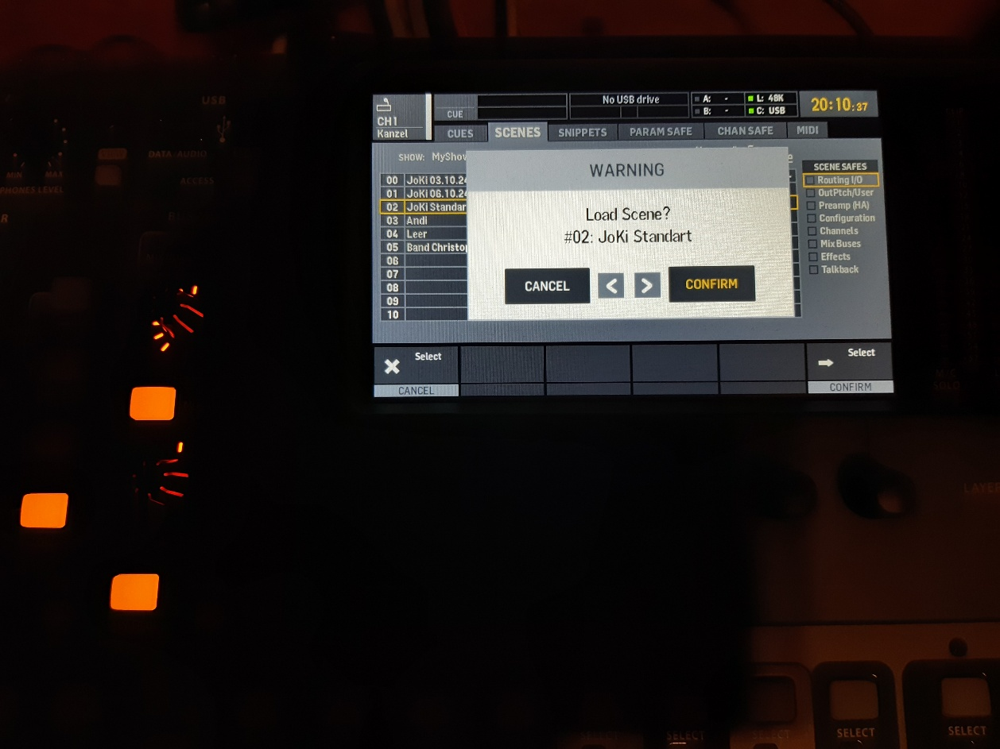 USB
DATA AUDIO
ACCESS
MIN MAX
PHONES LEVEL
CH1
Kanzel
CUE
No USB drive
A: -
B: -
L: 48K
C: USB
20:10:37
CUES SCENES SNIPPETS PARAM SAFE CHAN SAFE MIDI
SHOW: MyShow
00 JoKi 03.10.24
01 JoKi 06.10.24
02 JoKi Standar
03 Andi
04 Leer
05 Band Christo
06
07
08
09
10
WARNING
Load Scene?
#02: JoKi Standart
CANCEL < > CONFIRM
SCENE SAFES
Routing I/O
OutPtch/User
Preamp (HA)
Configuration
Channels
Mix Buses
Effects
Talkback
Select
CANCEL
Select
CONFIRM
SELECT SELECT SELECT SELECT